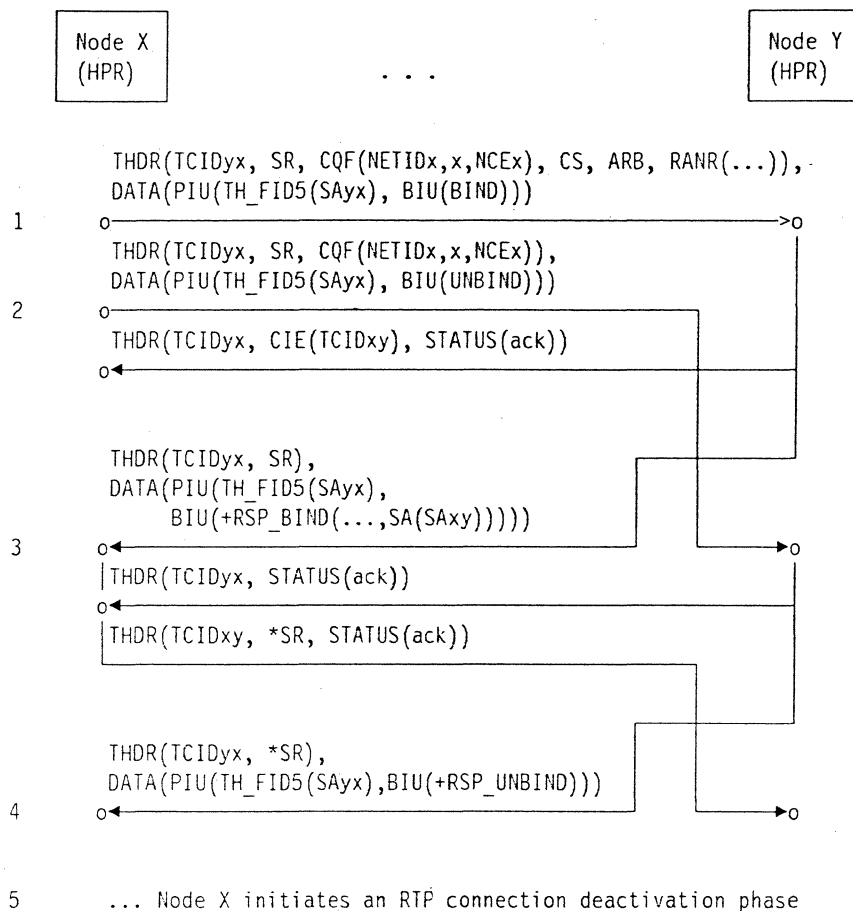 Node X
(HPR)
. . .
Node Y
(HPR)
THDR(TCIDyx, SR, CQF(NETIDx,x,NCEx), CS, ARB, RANR(...)),
DATA(PIU(TH_FID5(SAyx), BIU(BIND)))
1 o >o
THDR(TCIDyx, SR, CQF(NETIDx,x,NCEx)),
DATA(PIU(TH_FID5(SAyx), BIU(UNBIND)))
2 o
THDR(TCIDyx, CIE(TCIDxy), STATUS(ack))
o
THDR(TCIDyx, SR),
DATA(PIU(TH_FID5(SAyx),
BIU(+RSP_BIND(...,SA(SAxy)))))
3 o o
THDR(TCIDyx, STATUS(ack))
o
THDR(TCIDxy, *SR, STATUS(ack))
THDR(TCIDyx, *SR),
DATA(PIU(TH_FID5(SAyx),BIU(+RSP_UNBIND)))
4 o o
5 ... Node X initiates an RTP connection deactivation phase